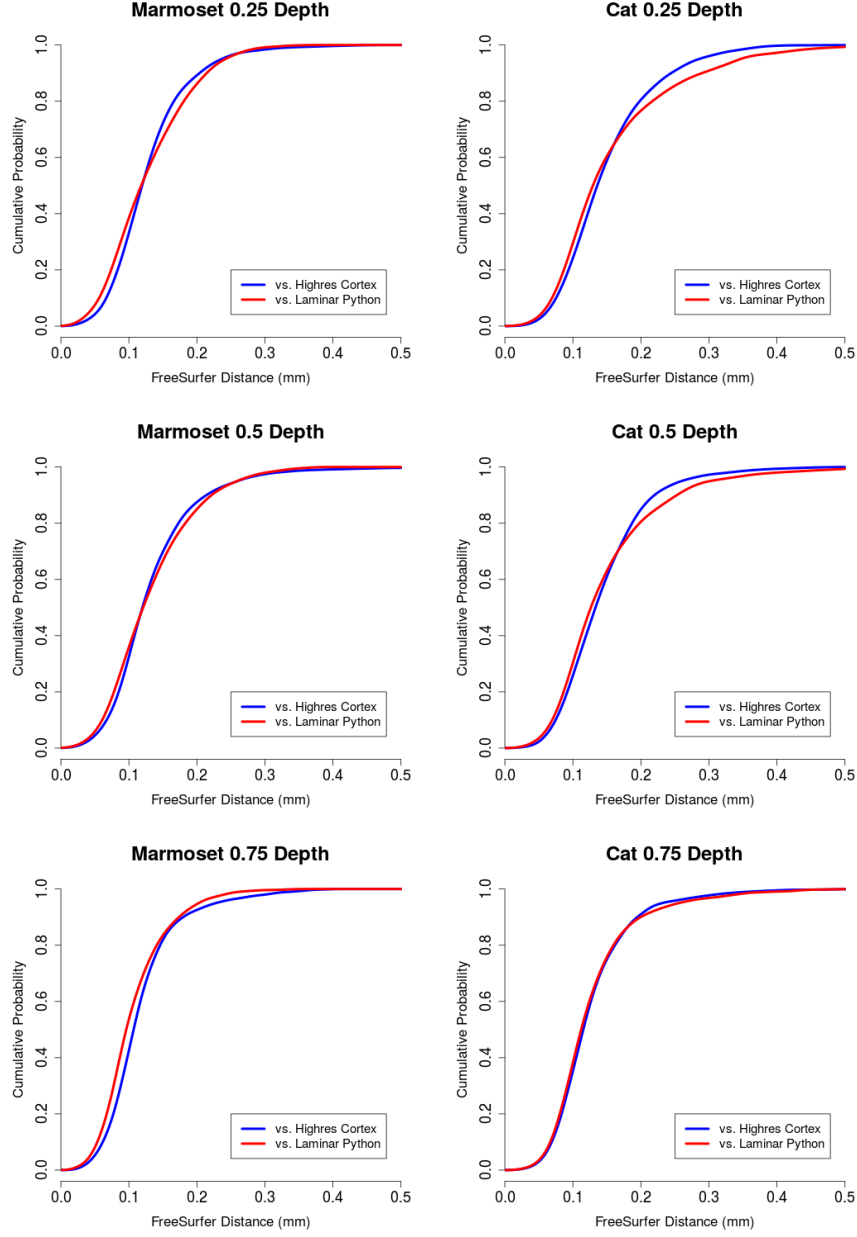 Marmoset 0.25 Depth
Cumulative Probability
0.0 0.2 0.4 0.6 0.8 1.0
vs. Highres Cortex
vs. Laminar Python
0.0 0.1 0.2 0.3 0.4 0.5
FreeSurfer Distance (mm)
Cat 0.25 Depth
Cumulative Probability
0.0 0.2 0.4 0.6 0.8 1.0
vs. Highres Cortex
vs. Laminar Python
0.0 0.1 0.2 0.3 0.4 0.5
FreeSurfer Distance (mm)
Marmoset 0.5 Depth
Cumulative Probability
0.0 0.2 0.4 0.6 0.8 1.0
vs. Highres Cortex
vs. Laminar Python
0.0 0.1 0.2 0.3 0.4 0.5
FreeSurfer Distance (mm)
Cat 0.5 Depth
Cumulative Probability
0.0 0.2 0.4 0.6 0.8 1.0
vs. Highres Cortex
vs. Laminar Python
0.0 0.1 0.2 0.3 0.4 0.5
FreeSurfer Distance (mm)
Marmoset 0.75 Depth
Cumulative Probability
0.0 0.2 0.4 0.6 0.8 1.0
vs. Highres Cortex
vs. Laminar Python
0.0 0.1 0.2 0.3 0.4 0.5
FreeSurfer Distance (mm)
Cat 0.75 Depth
Cumulative Probability
0.0 0.2 0.4 0.6 0.8 1.0
vs. Highres Cortex
vs. Laminar Python
0.0 0.1 0.2 0.3 0.4 0.5
FreeSurfer Distance (mm)